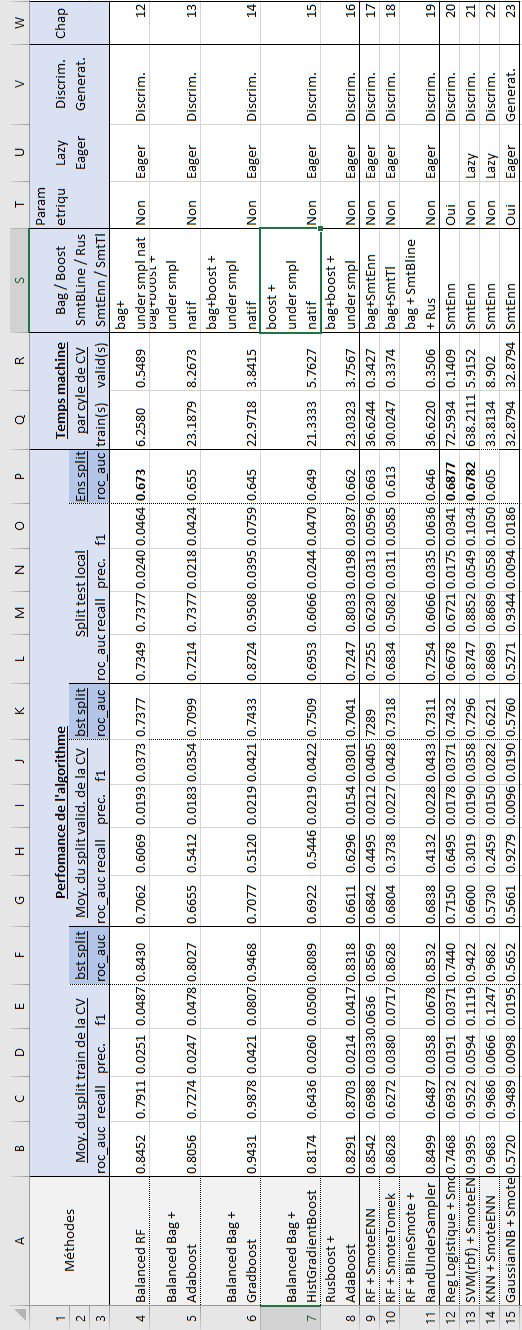 A B C D E F G H I J K L M N O P Q R S T U V W
1 Perfomance de l'algorithme Temps machine Bag / Boost Param
2 Méthodes Moy. du split train de la CV bst split Moy. du split valid. de la CV bst split Split test local Ens split par cyle de CV SmtBLine / Rus etriqu Lazy Discrim. Chap
3 roc_auc recall prec. f1 roc_auc roc_auc recall prec. f1 roc_auc roc_auc recall prec. f1 roc_auc train(s) valid(s) SmtEnn / SmtTl Eager Generat.
bag+
4 Balanced RF 0.8452 0.7911 0.0251 0.0487 0.8430 0.7062 0.6069 0.0193 0.0373 0.7377 0.7349 0.7377 0.0240 0.0464 0.673 6.2580 0.5489 under smpl nat Non Eager Discrim. 12
bag+boost +
Balanced Bag + under smpl
5 Adaboost 0.8056 0.7274 0.0247 0.0478 0.8027 0.6655 0.5412 0.0183 0.0354 0.7099 0.7214 0.7377 0.0218 0.0424 0.655 23.1879 8.2673 natif Non Eager Discrim. 13
bag+boost +
Balanced Bag + under smpl
6 Gradboost 0.9431 0.9878 0.0421 0.0807 0.9468 0.7077 0.5120 0.0219 0.0421 0.7433 0.8724 0.9508 0.0395 0.0759 0.645 22.9718 3.8415 natif Non Eager Discrim. 14
boost +
Balanced Bag + under smpl
7 HistGradientBoost 0.8174 0.6436 0.0260 0.0500 0.8089 0.6922 0.5446 0.0219 0.0422 0.7509 0.6953 0.6066 0.0244 0.0470 0.649 21.3333 5.7627 natif Non Eager Discrim. 15
Rusboost + bag+boost +
8 AdaBoost 0.8291 0.8703 0.0214 0.0417 0.8318 0.6611 0.6296 0.0154 0.0301 0.7041 0.7247 0.8033 0.0198 0.0387 0.662 23.0323 3.7567 under smpl Non Eager Discrim. 16
9 RF + SmoteENN 0.8542 0.6988 0.0333 0.0636 0.8569 0.6842 0.4495 0.0212 0.0405 7289 0.7255 0.6230 0.0313 0.0596 0.663 36.6244 0.3427 bag+SmtEnn Non Eager Discrim. 17
10 RF + SmoteTomek 0.8628 0.6272 0.0380 0.0717 0.8628 0.6804 0.3738 0.0227 0.0428 0.7318 0.6834 0.5082 0.0311 0.0585 0.613 30.0247 0.3374 bag+SmtTl Non Eager Discrim. 18
RF + BlineSmote + bag + SmtBline
11 RandUnderSampler 0.8499 0.6487 0.0358 0.0678 0.8532 0.6838 0.4132 0.0228 0.0433 0.7311 0.7254 0.6066 0.0335 0.0636 0.646 36.6220 0.3506 + Rus Non Eager Discrim. 19
12 Reg Logistique + Smo 0.7468 0.6932 0.0191 0.0371 0.7440 0.7150 0.6495 0.0178 0.0371 0.7432 0.6678 0.6721 0.0175 0.0341 0.6877 72.5934 0.1409 SmtEnn Oui Discrim. 20
13 SVM(rbf) + SmoteEN 0.9395 0.9522 0.0594 0.1119 0.9422 0.6600 0.3019 0.0190 0.0358 0.7296 0.8747 0.8852 0.0549 0.1034 0.6782 638.2111 5.9152 SmtEnn Non Lazy Discrim. 21
14 KNN + SmoteENN 0.9683 0.9686 0.0666 0.1247 0.9682 0.5730 0.2459 0.0150 0.0282 0.6221 0.8689 0.8689 0.0558 0.1050 0.605 33.8134 8.902 SmtEnn Non Lazy Discrim. 22
15 GaussianNB + Smote 0.5720 0.9489 0.0098 0.0195 0.5652 0.5661 0.9279 0.0096 0.0190 0.5760 0.5271 0.9344 0.0094 0.0186 32.8794 32.8794 SmtEnn Oui Eager Generat. 23